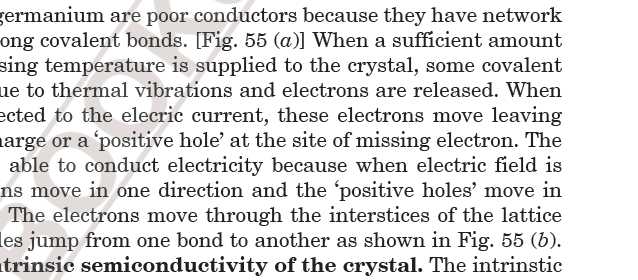 germanium are poor conductors because they have network
ong covalent bonds. [Fig. 55 (a)] When a sufficient amount
sing temperature is supplied to the crystal, some covalent
ue to thermal vibrations and electrons are released. When
ected to the elecric current, these electrons move leaving
harge or a ‘positive hole’ at the site of missing electron. The
able to conduct electricity because when electric field is
ns move in one direction and the ‘positive holes’ move in
The electrons move through the interstices of the lattice
les jump from one bond to another as shown in Fig. 55 (b).
ntrinsic semiconductivity of the crystal. The intrinstic